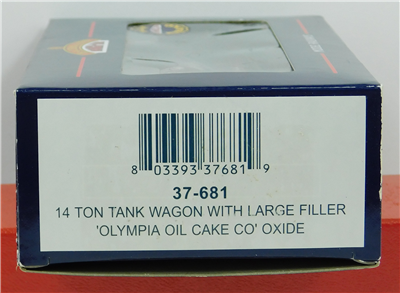 8 03393 37681 9
37-681
14 TON TANK WAGON WITH LARGE FILLER
'OLYMPIA OIL CAKE CO' OXIDE